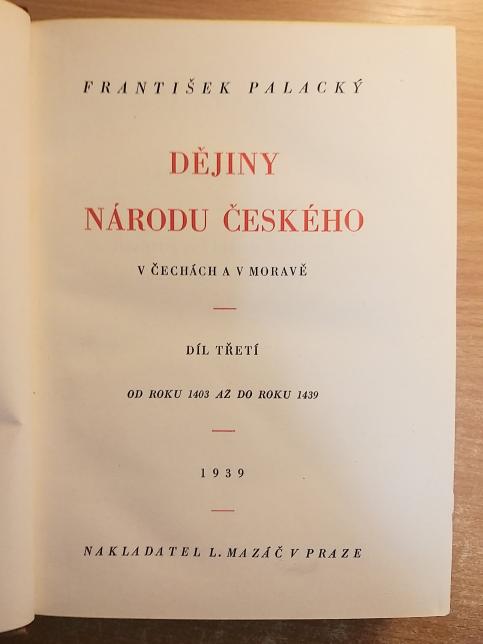 FRANTIŠEK PALACKÝ
DĚJINY
NÁRODU ČESKÉHO
V ČECHÁCH A V MORAVĚ
DÍL TŘETÍ
OD ROKU 1403 AŽ DO ROKU 1439
1939
NAKLADATEL L. MAZÁČ V PRAZE